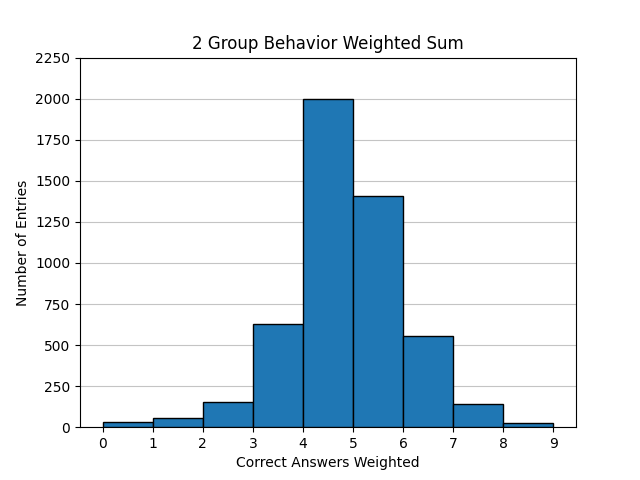 2 Group Behavior Weighted Sum
2250
2000
1750
1500
1250
1000
750
500
250
0
Number of Entries
0 1 2 3 4 5 6 7 8 9
Correct Answers Weighted